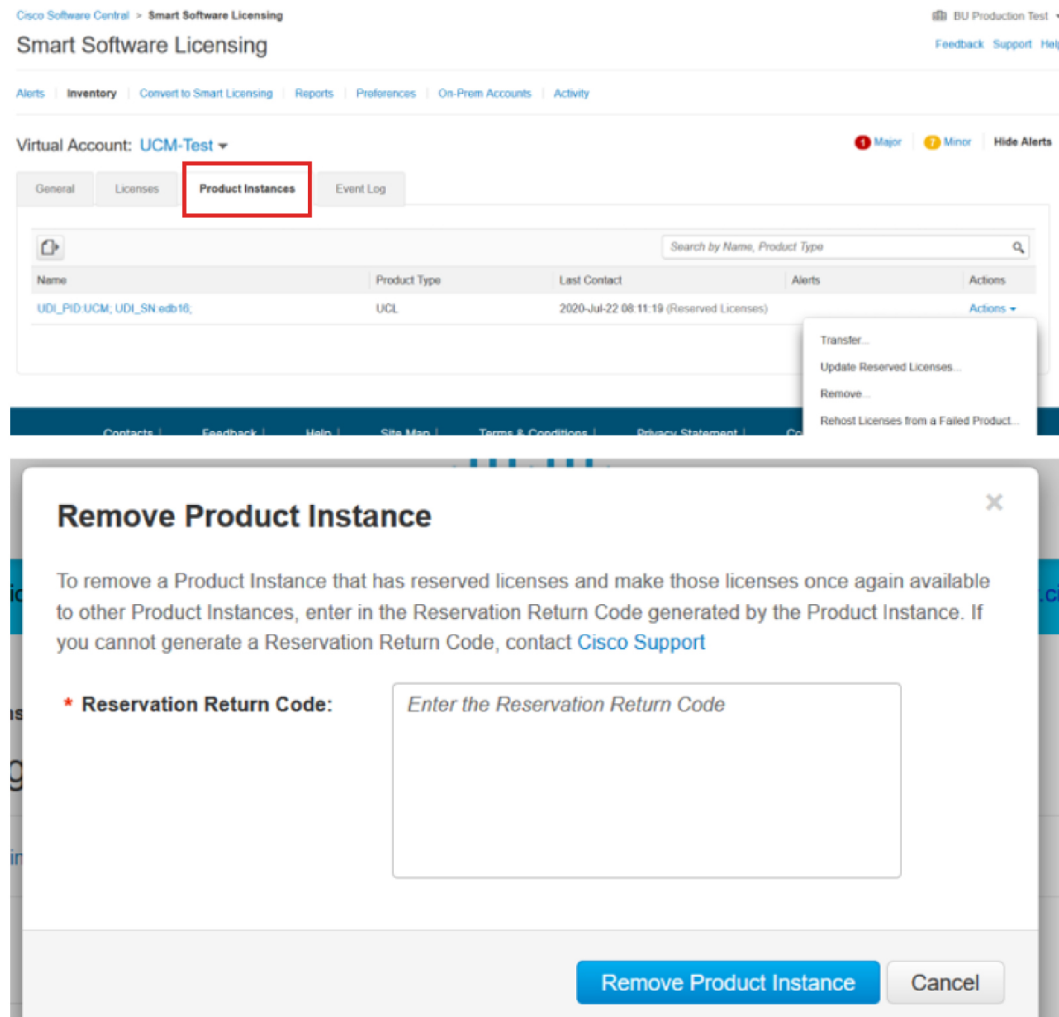 Cisco Software Central > Smart Software Licensing
BU Production Test
Smart Software Licensing
Feedback Support Help
Alerts | Inventory | Convert to Smart Licensing | Reports | Preferences | On-Prem Accounts | Activity
Virtual Account: UCM-Test
1 Major 7 Minor Hide Alerts
General Licenses Product Instances Event Log
Search by Name, Product Type
Name Product Type Last Contact Alerts Actions
UDI_PID:UCM; UDI_SN:edb16; UCL 2020-Jul-22 08:11:19 (Reserved Licenses) Actions
Transfer...
Update Reserved Licenses...
Remove...
Rehost Licenses from a Failed Product...
Contacts | Feedback | Help | Site Map | Terms & Conditions | Privacy Statement |
Remove Product Instance
To remove a Product Instance that has reserved licenses and make those licenses once again available
to other Product Instances, enter in the Reservation Return Code generated by the Product Instance. If
you cannot generate a Reservation Return Code, contact Cisco Support
* Reservation Return Code:
Enter the Reservation Return Code
Remove Product Instance
Cancel